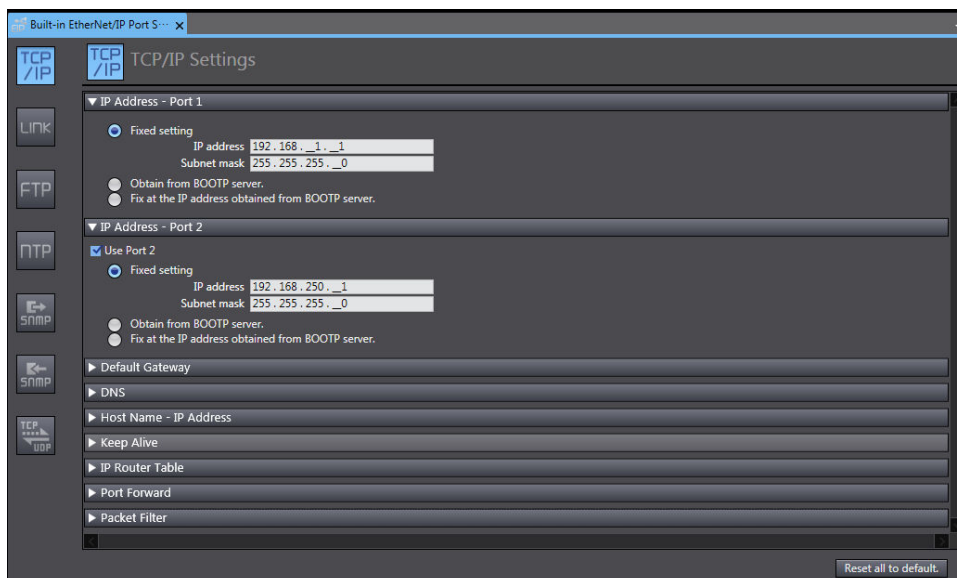 Built-in EtherNet/IP Port S··· x
TCP/IP
TCP/IP TCP/IP Settings
▼ IP Address - Port 1
LINK
Fixed setting
IP address 192.168.__1.__1
Subnet mask 255.255.255.__0
FTP
Obtain from BOOTP server.
Fix at the IP address obtained from BOOTP server.
▼ IP Address - Port 2
NTP
Use Port 2
Fixed setting
IP address 192.168.250.__1
Subnet mask 255.255.255.__0
SNMP
Obtain from BOOTP server.
Fix at the IP address obtained from BOOTP server.
▶ Default Gateway
SNMP
▶ DNS
▶ Host Name - IP Address
TCP
UDP
▶ Keep Alive
▶ IP Router Table
▶ Port Forward
▶ Packet Filter
Reset all to default.